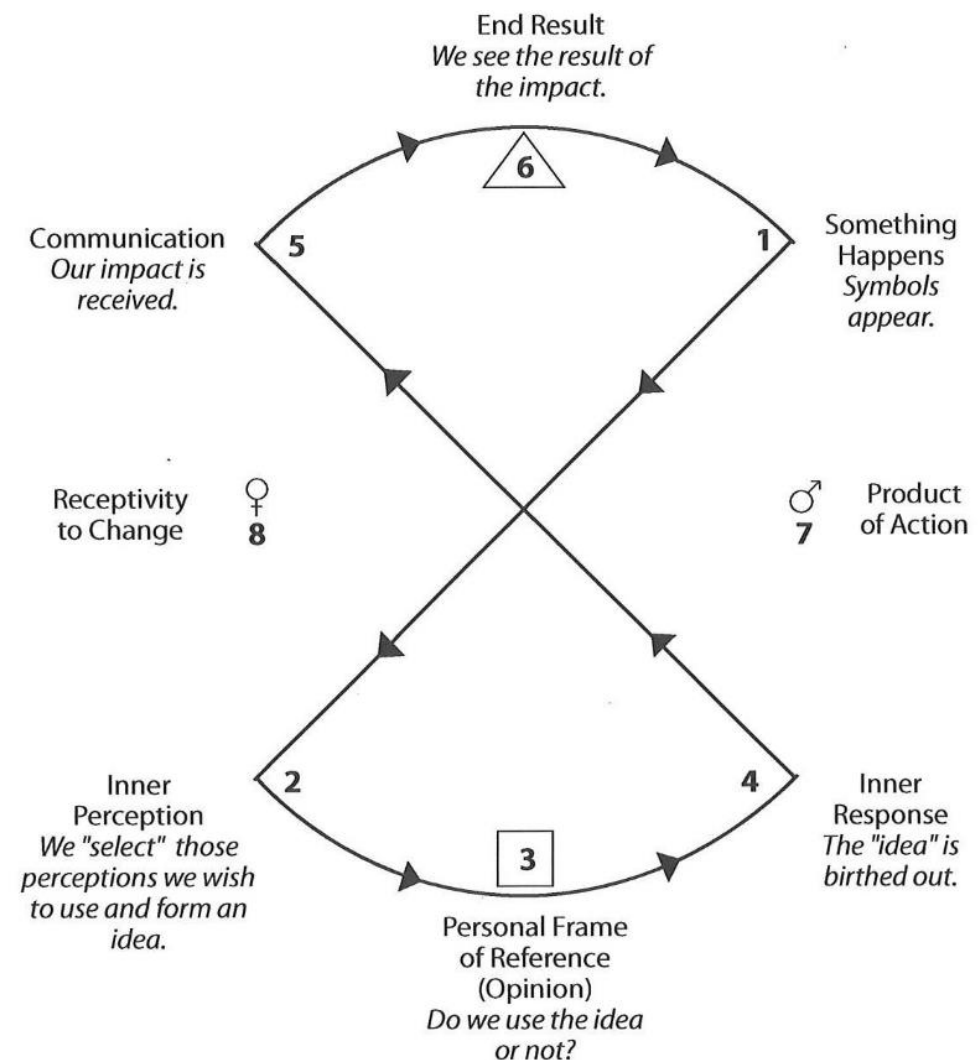 End Result
We see the result of
the impact.
6
Communication
Our impact is
received.
5
1
Something
Happens
Symbols
appear.
Receptivity
to Change
♀
8
♂
7
Product
of Action
Inner
Perception
We "select" those
perceptions we wish
to use and form an
idea.
2
3
Personal Frame
of Reference
(Opinion)
Do we use the idea
or not?
4
Inner
Response
The "idea" is
birthed out.